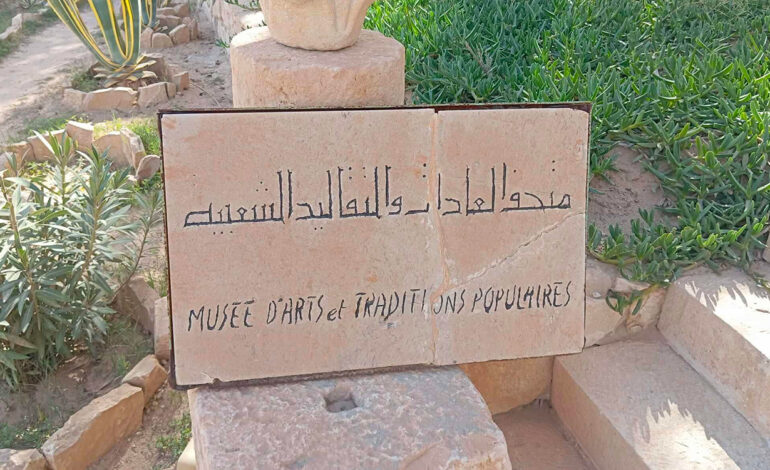 متحف العادات والتقاليد الشعبية
MUSEE D'ARTS et TRADITIONS POPULAIRES